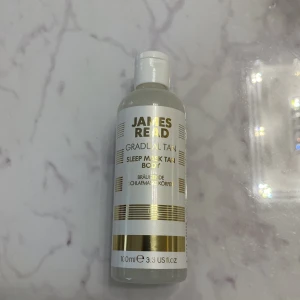 JAMES
READ
GRADUAL TAN
SLEEP MASK TAN
BODY
100ml ℮ 3.3 US fl.oz